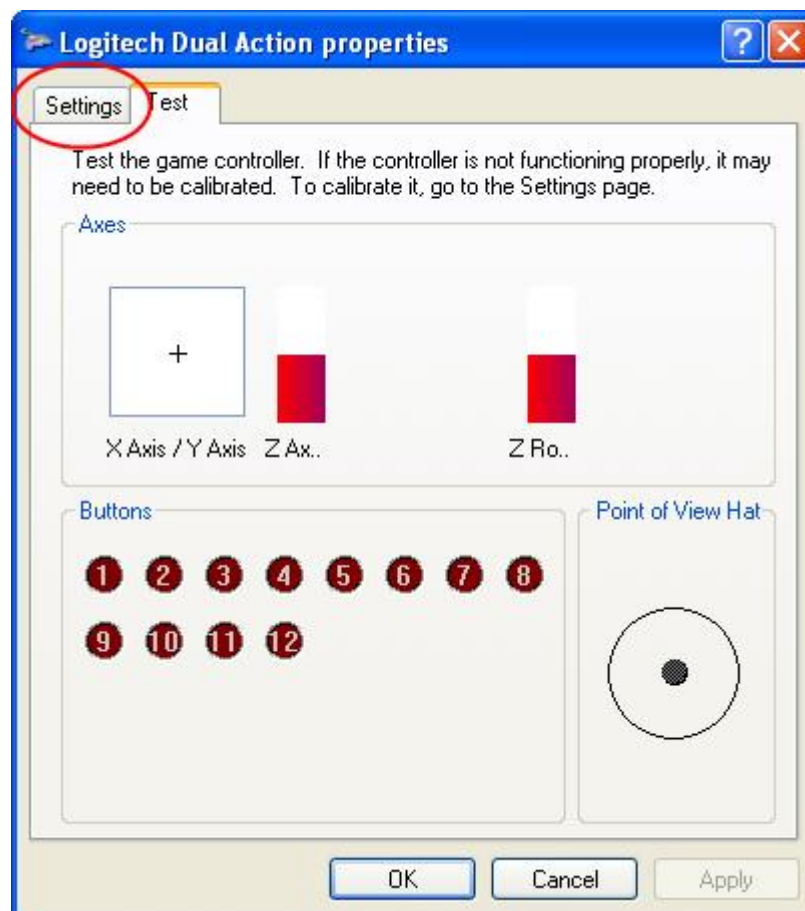 Logitech Dual Action properties
Settings Test
Test the game controller.  If the controller is not functioning properly, it may
need to be calibrated.  To calibrate it, go to the Settings page.
Axes
X Axis / Y Axis Z Ax.. Z Ro..
Buttons
1 2 3 4 5 6 7 8
9 10 11 12
Point of View Hat
OK Cancel Apply